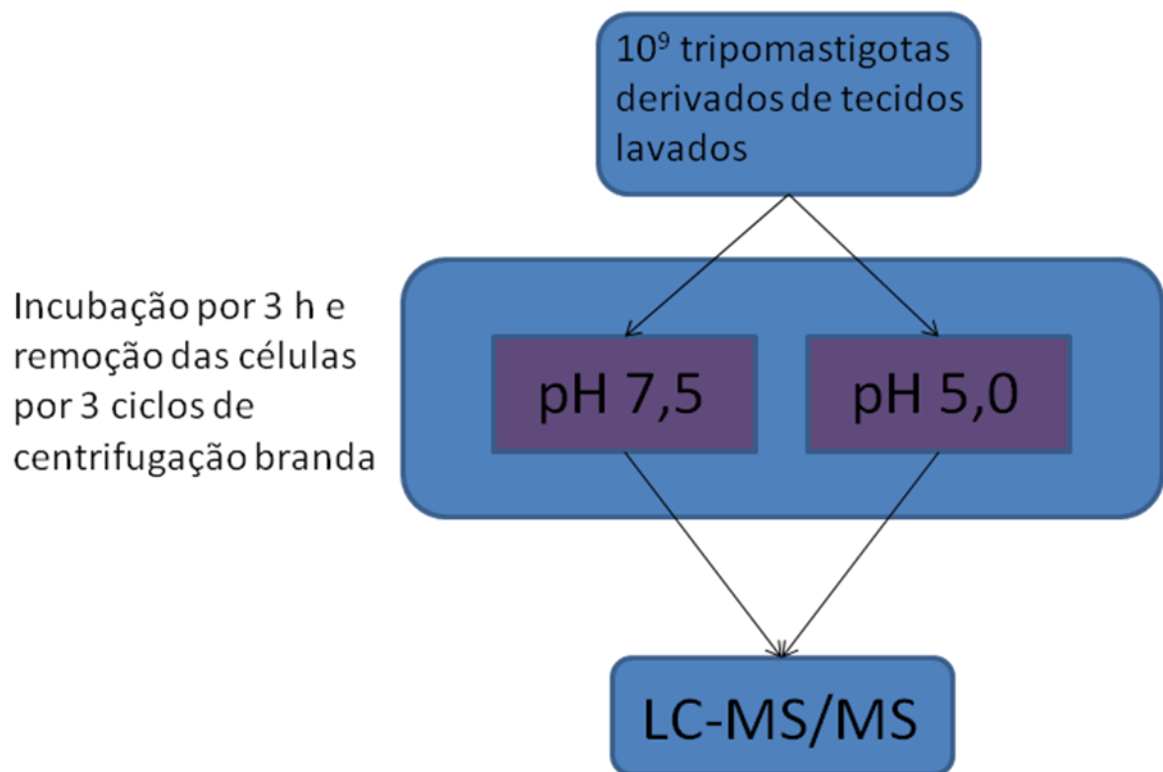 10⁹ tripomastigotas
derivados de tecidos
lavados
Incubação por 3 h e
remoção das células
por 3 ciclos de
centrifugação branda
pH 7,5
pH 5,0
LC-MS/MS